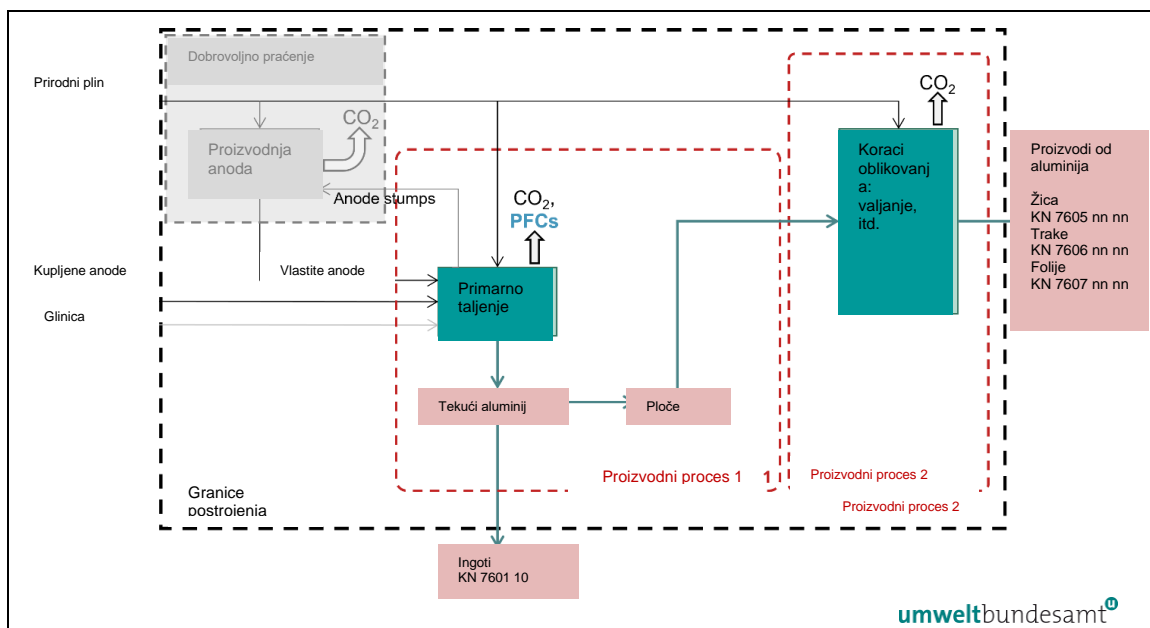 Dobrovoljno praćenje
Prirodni plin
CO2
CO2
Proizvodnja
anoda
Koraci
oblikovanj
a:
valjanje,
itd.
Proizvodi od
aluminija
Žica
KN 7605 nn nn
Trake
KN 7606 nn nn
Folije
KN 7607 nn nn
Anode stumps
CO2,
PFCs
Kupljene anode
Vlastite anode
Primarno
taljenje
Glinica
Tekući aluminij
Ploče
Proizvodni proces 1 1
Proizvodni proces 2
Proizvodni proces 2
Granice
postrojenja
Ingoti
KN 7601 10
umweltbundesamt u